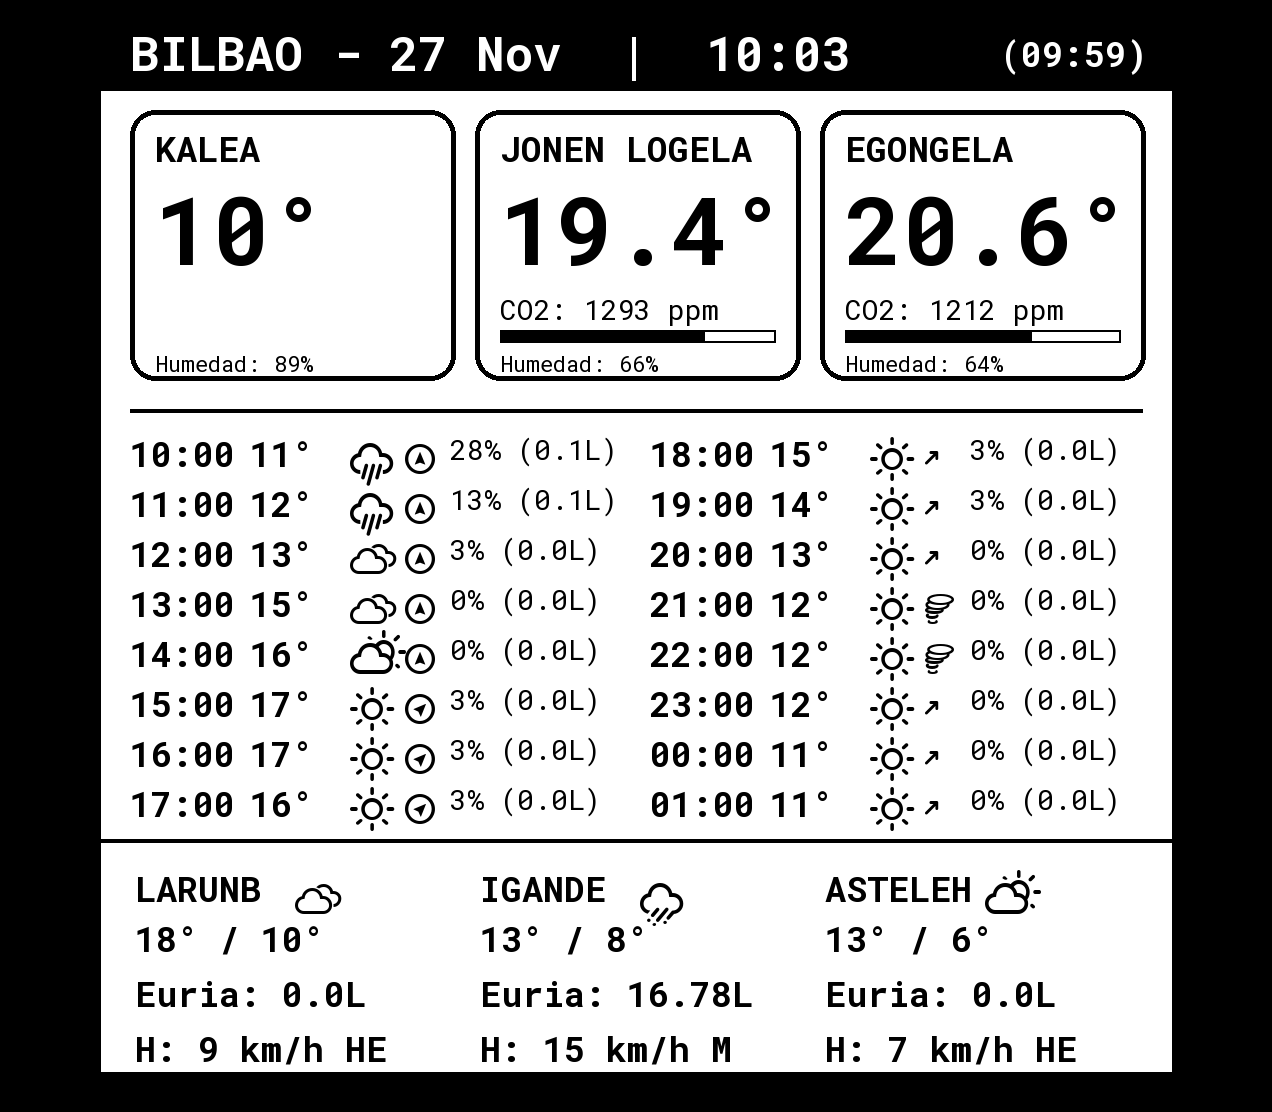 BILBAO - 27 Nov | 10:03 (09:59)
KALEA
10°
Humedad: 89%
JONEN LOGELA
19.4°
CO2: 1293 ppm
Humedad: 66%
EGONGELA
20.6°
CO2: 1212 ppm
Humedad: 64%
10:00 11° 28% (0.1L)
11:00 12° 13% (0.1L)
12:00 13° 3% (0.0L)
13:00 15° 0% (0.0L)
14:00 16° 0% (0.0L)
15:00 17° 3% (0.0L)
16:00 17° 3% (0.0L)
17:00 16° 3% (0.0L)
18:00 15° 3% (0.0L)
19:00 14° 3% (0.0L)
20:00 13° 0% (0.0L)
21:00 12° 0% (0.0L)
22:00 12° 0% (0.0L)
23:00 12° 0% (0.0L)
00:00 11° 0% (0.0L)
01:00 11° 0% (0.0L)
LARUNB
18° / 10°
Euria: 0.0L
H: 9 km/h HE
IGANDE
13° / 8°
Euria: 16.78L
H: 15 km/h M
ASTELEH
13° / 6°
Euria: 0.0L
H: 7 km/h HE